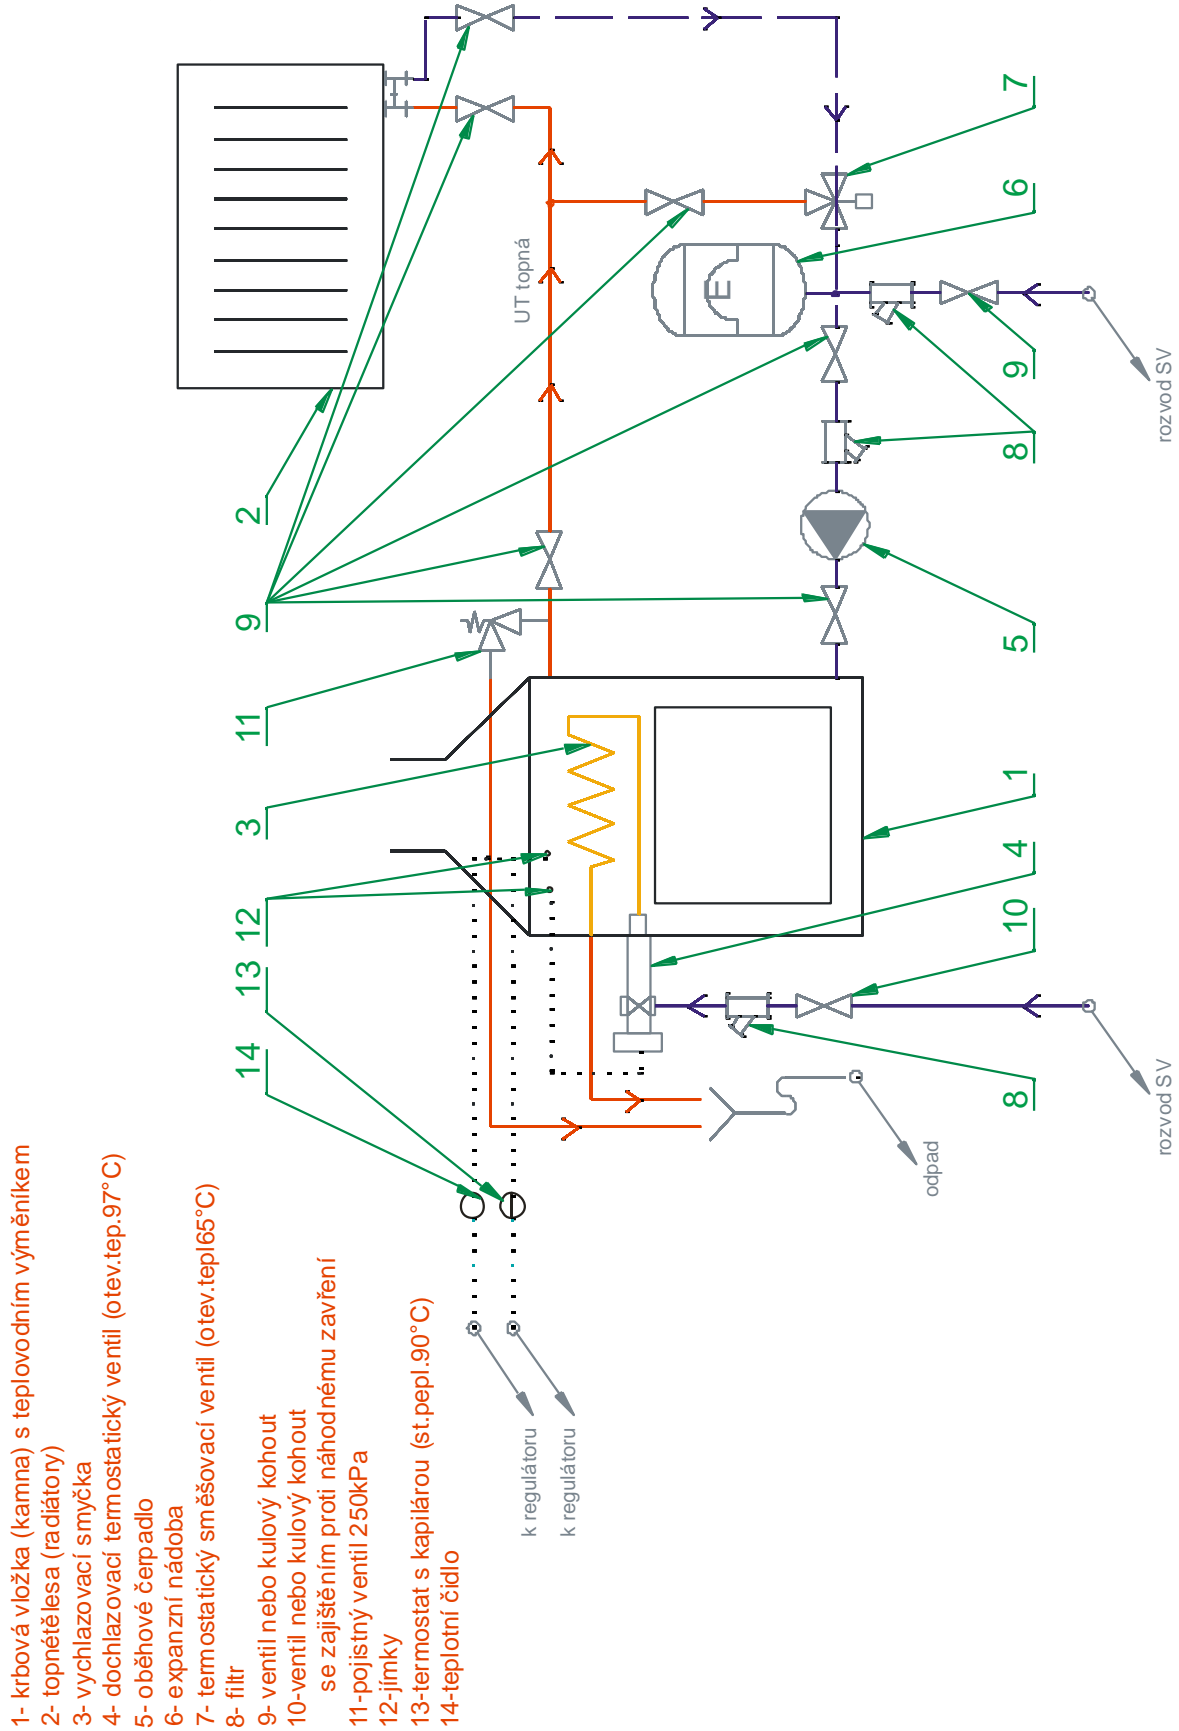 1- krbová vložka (kamna) s teplovodním výměníkem
2- topnétělesa (radiátory)
3- vychlazovací smyčka
4- dochlazovací termostatický ventil (otev.tep.97°C)
5- oběhové čerpadlo
6- expanzní nádoba
7- termostatický směšovací ventil (otev.tepl65°C)
8- filtr
9- ventil nebo kulový kohout
10-ventil nebo kulový kohout
se zajištěním proti náhodnému zavření
11-pojistný ventil 250kPa
12-jímky
13-termostat s kapilárou (st.pepl.90°C)
14-teplotní čidlo
14
13
12
3
11
9
2
k regulátoru
k regulátoru
UT topná
E
odpad
8
10
4
1
5
8
9
6
7
rozvod SV
rozvod SV